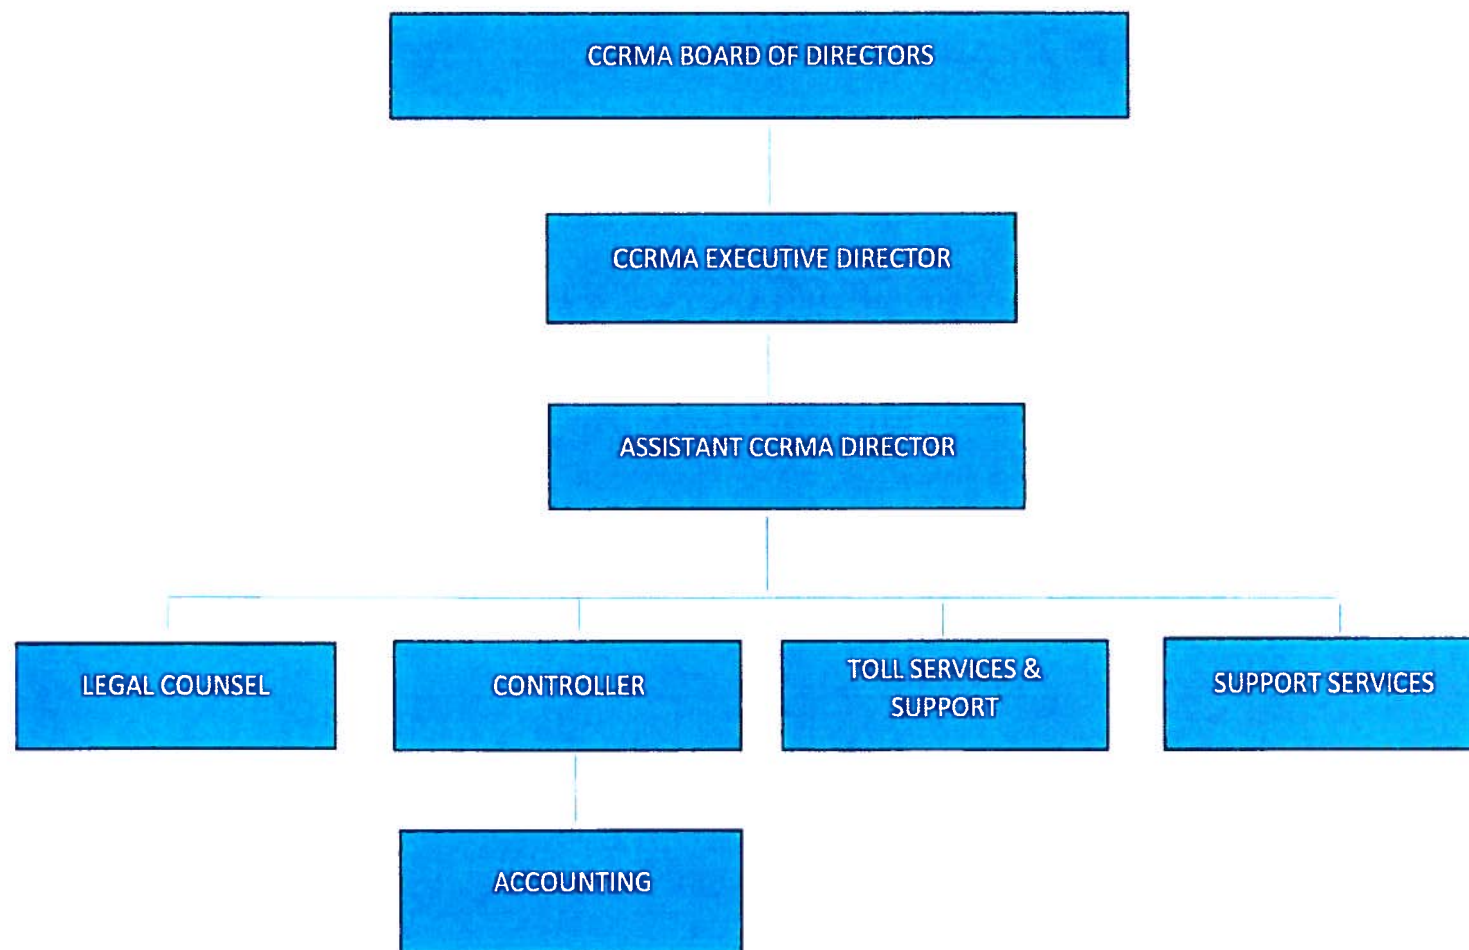 CCRMA BOARD OF DIRECTORS
CCRMA EXECUTIVE DIRECTOR
ASSISTANT CCRMA DIRECTOR
LEGAL COUNSEL
CONTROLLER
TOLL SERVICES &
SUPPORT
SUPPORT SERVICES
ACCOUNTING